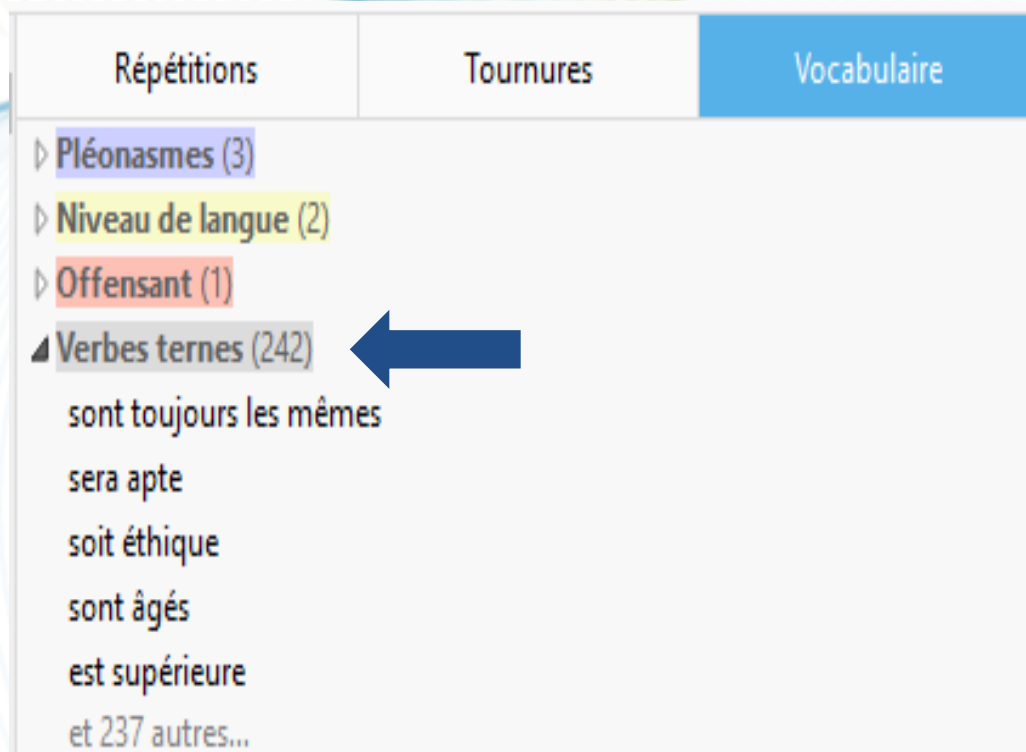 Répétitions Tournures Vocabulaire
Pléonasmes (3)
Niveau de langue (2)
Offensant (1)
Verbes ternes (242)
sont toujours les mêmes
sera apte
soit éthique
sont âgés
est supérieure
et 237 autres...